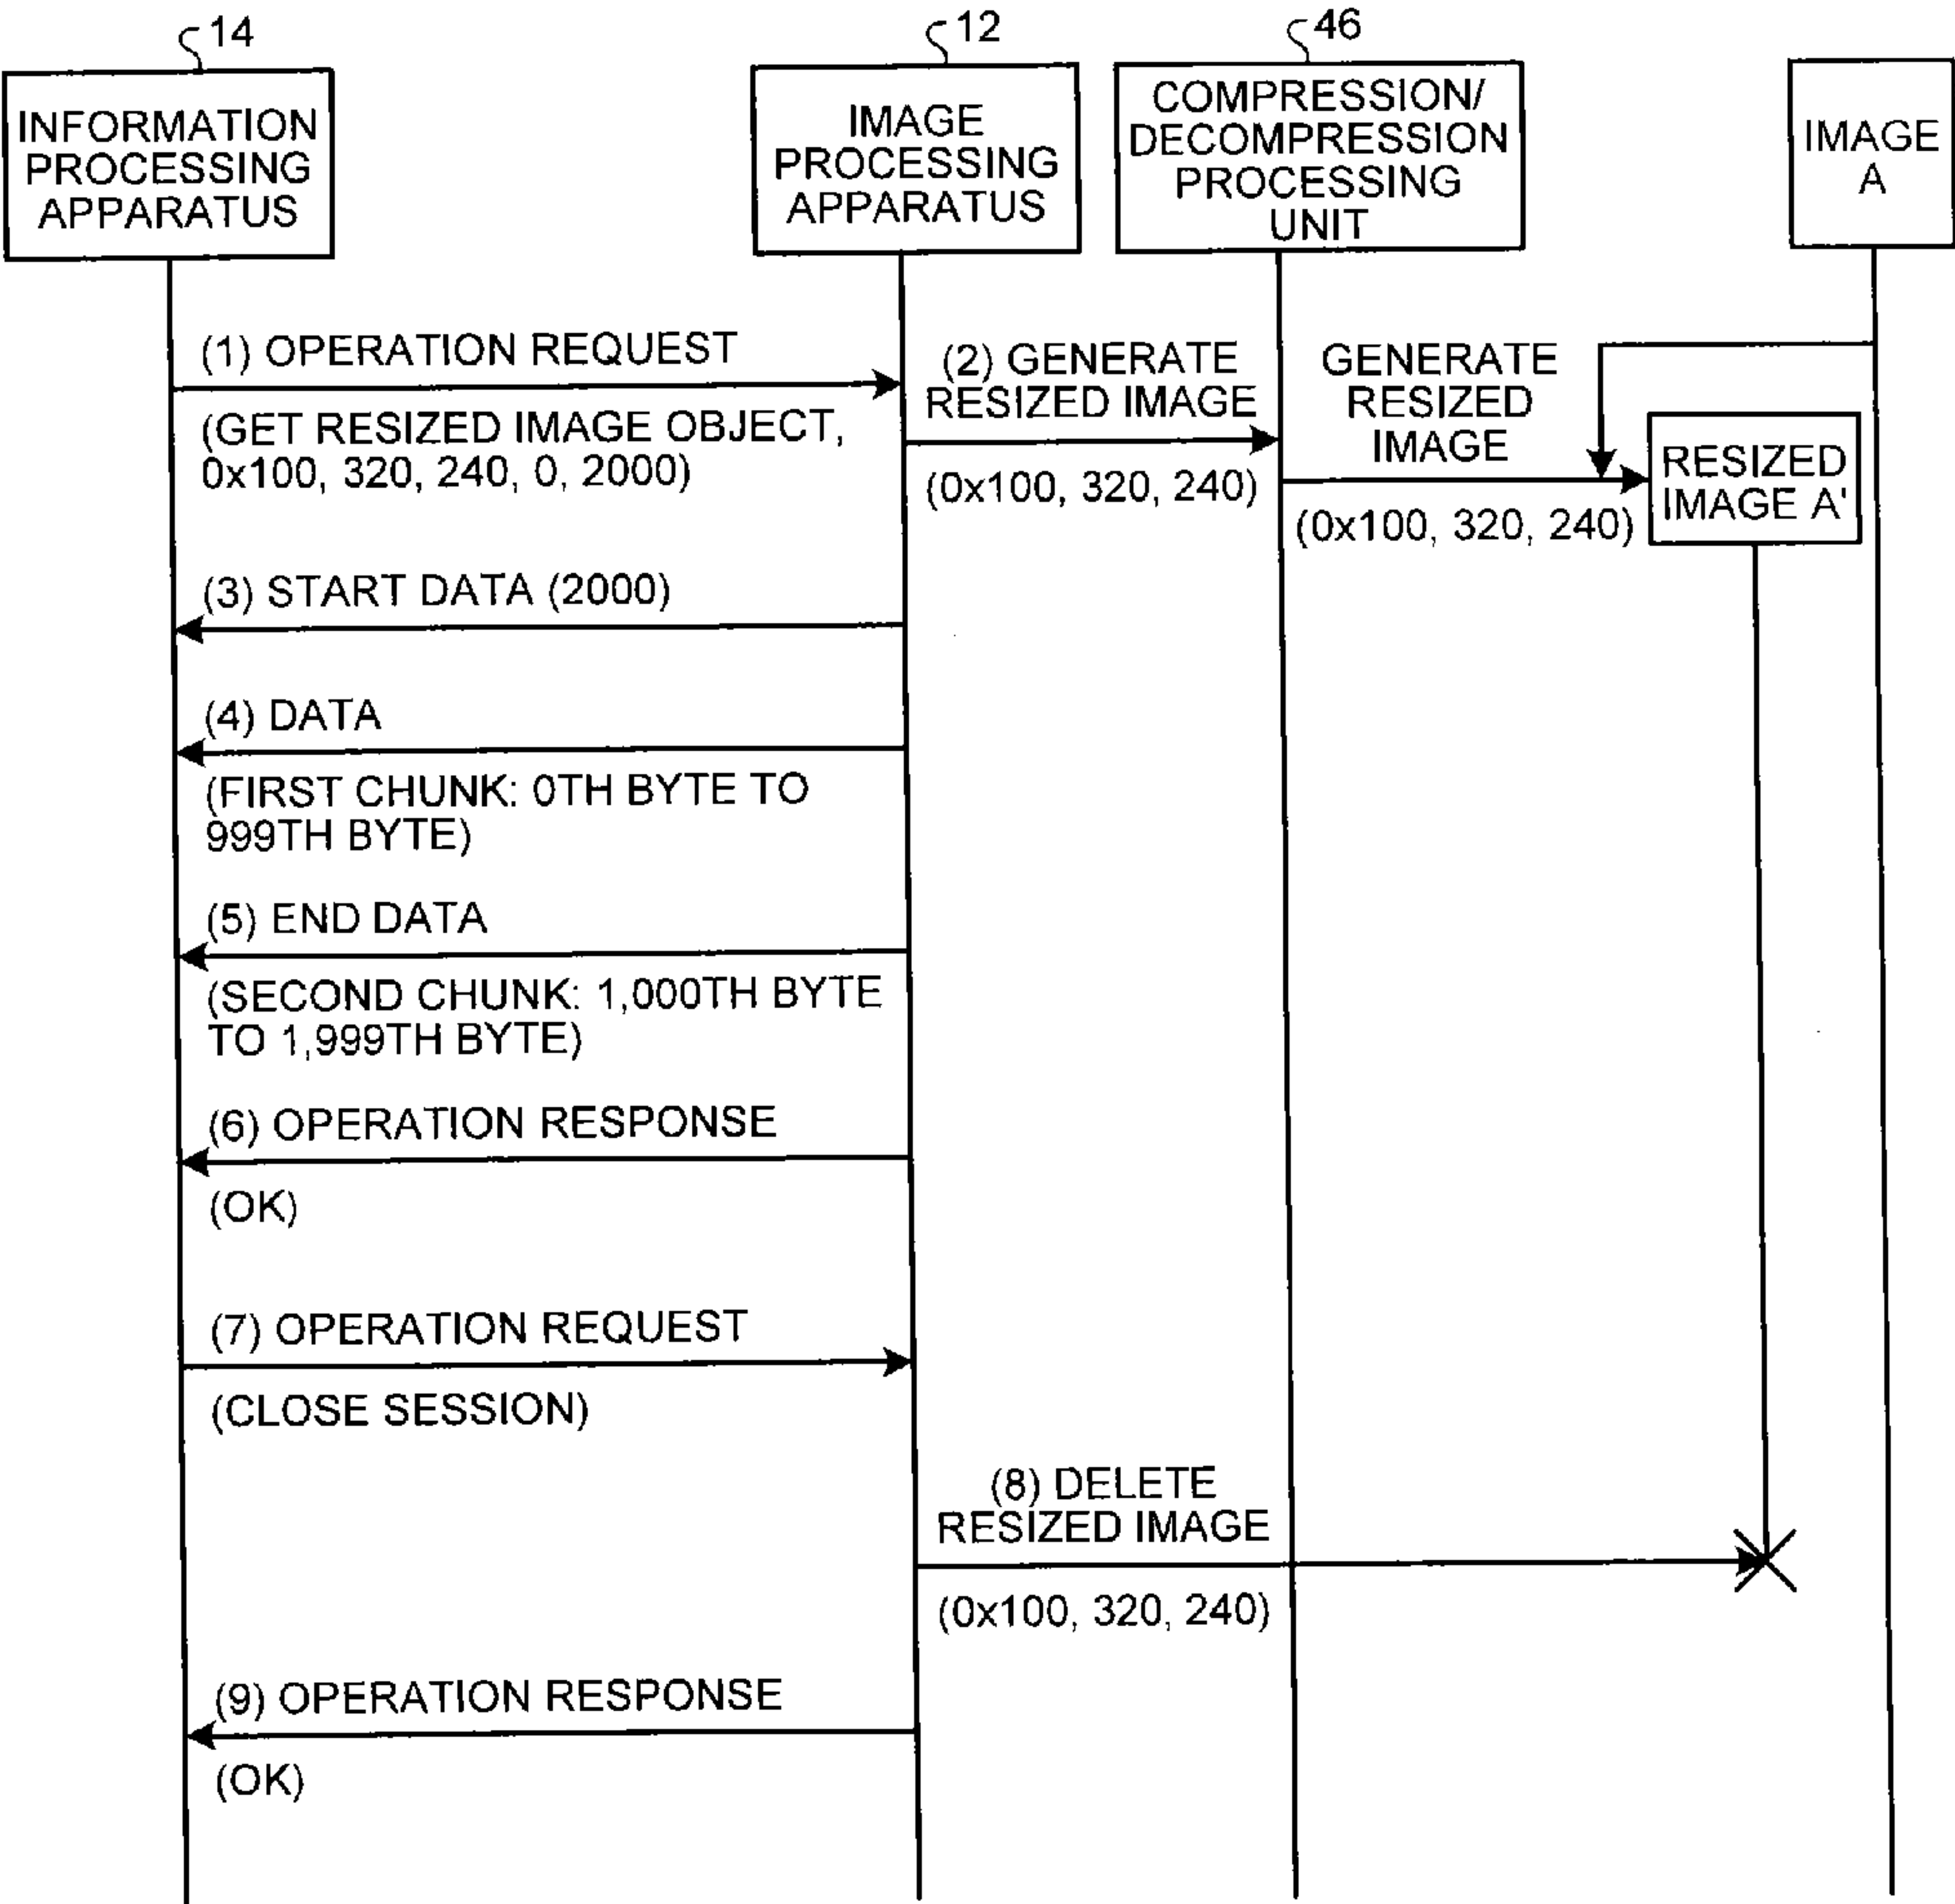 14
12
46
INFORMATION
PROCESSING
APPARATUS
IMAGE
PROCESSING
APPARATUS
COMPRESSION/
DECOMPRESSION
PROCESSING
UNIT
IMAGE
A
(1) OPERATION REQUEST
(GET RESIZED IMAGE OBJECT,
0x100, 320, 240, 0, 2000)
(2) GENERATE
RESIZED IMAGE
(0x100, 320, 240)
GENERATE
RESIZED
IMAGE
(0x100, 320, 240)
RESIZED
IMAGE A'
(3) START DATA (2000)
(4) DATA
(FIRST CHUNK: 0TH BYTE TO
999TH BYTE)
(5) END DATA
(SECOND CHUNK: 1,000TH BYTE
TO 1,999TH BYTE)
(6) OPERATION RESPONSE
(OK)
(7) OPERATION REQUEST
(CLOSE SESSION)
(8) DELETE
RESIZED IMAGE
(0x100, 320, 240)
(9) OPERATION RESPONSE
(OK)